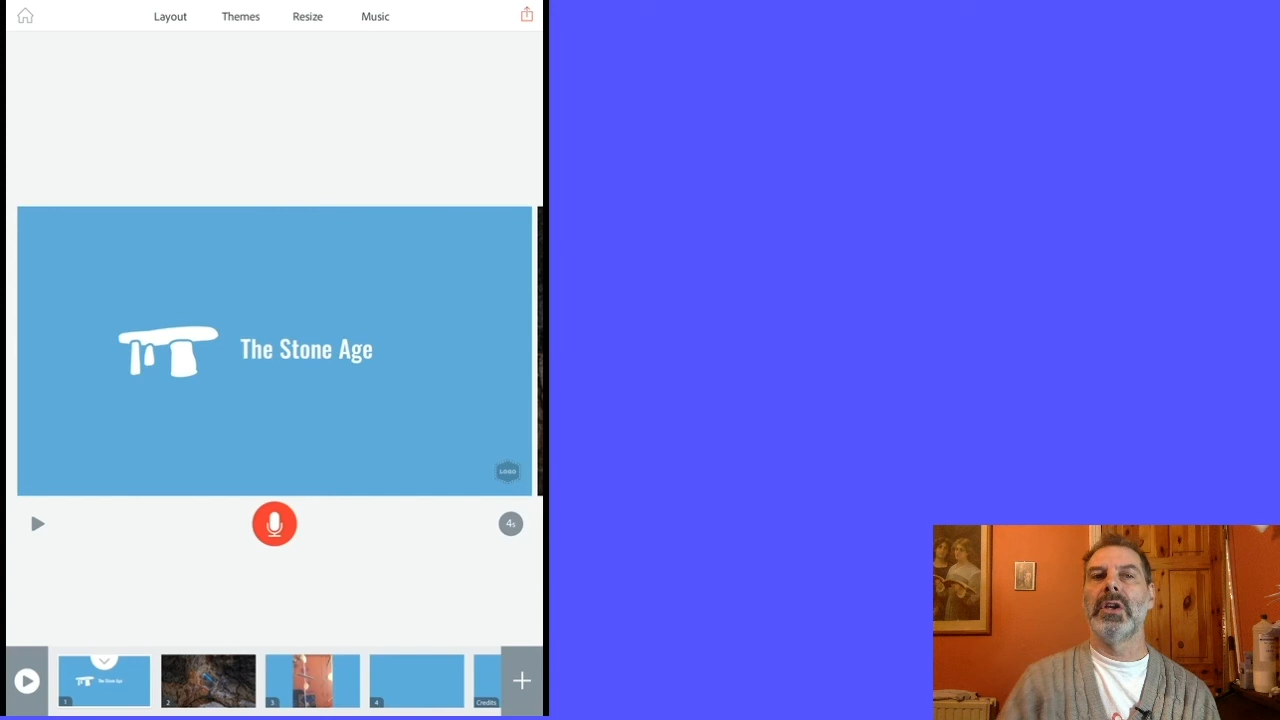 Layout
Themes
Resize
Music
The Stone Age
LOGO
4s
The Stone Age
1
2
3
4
Credits